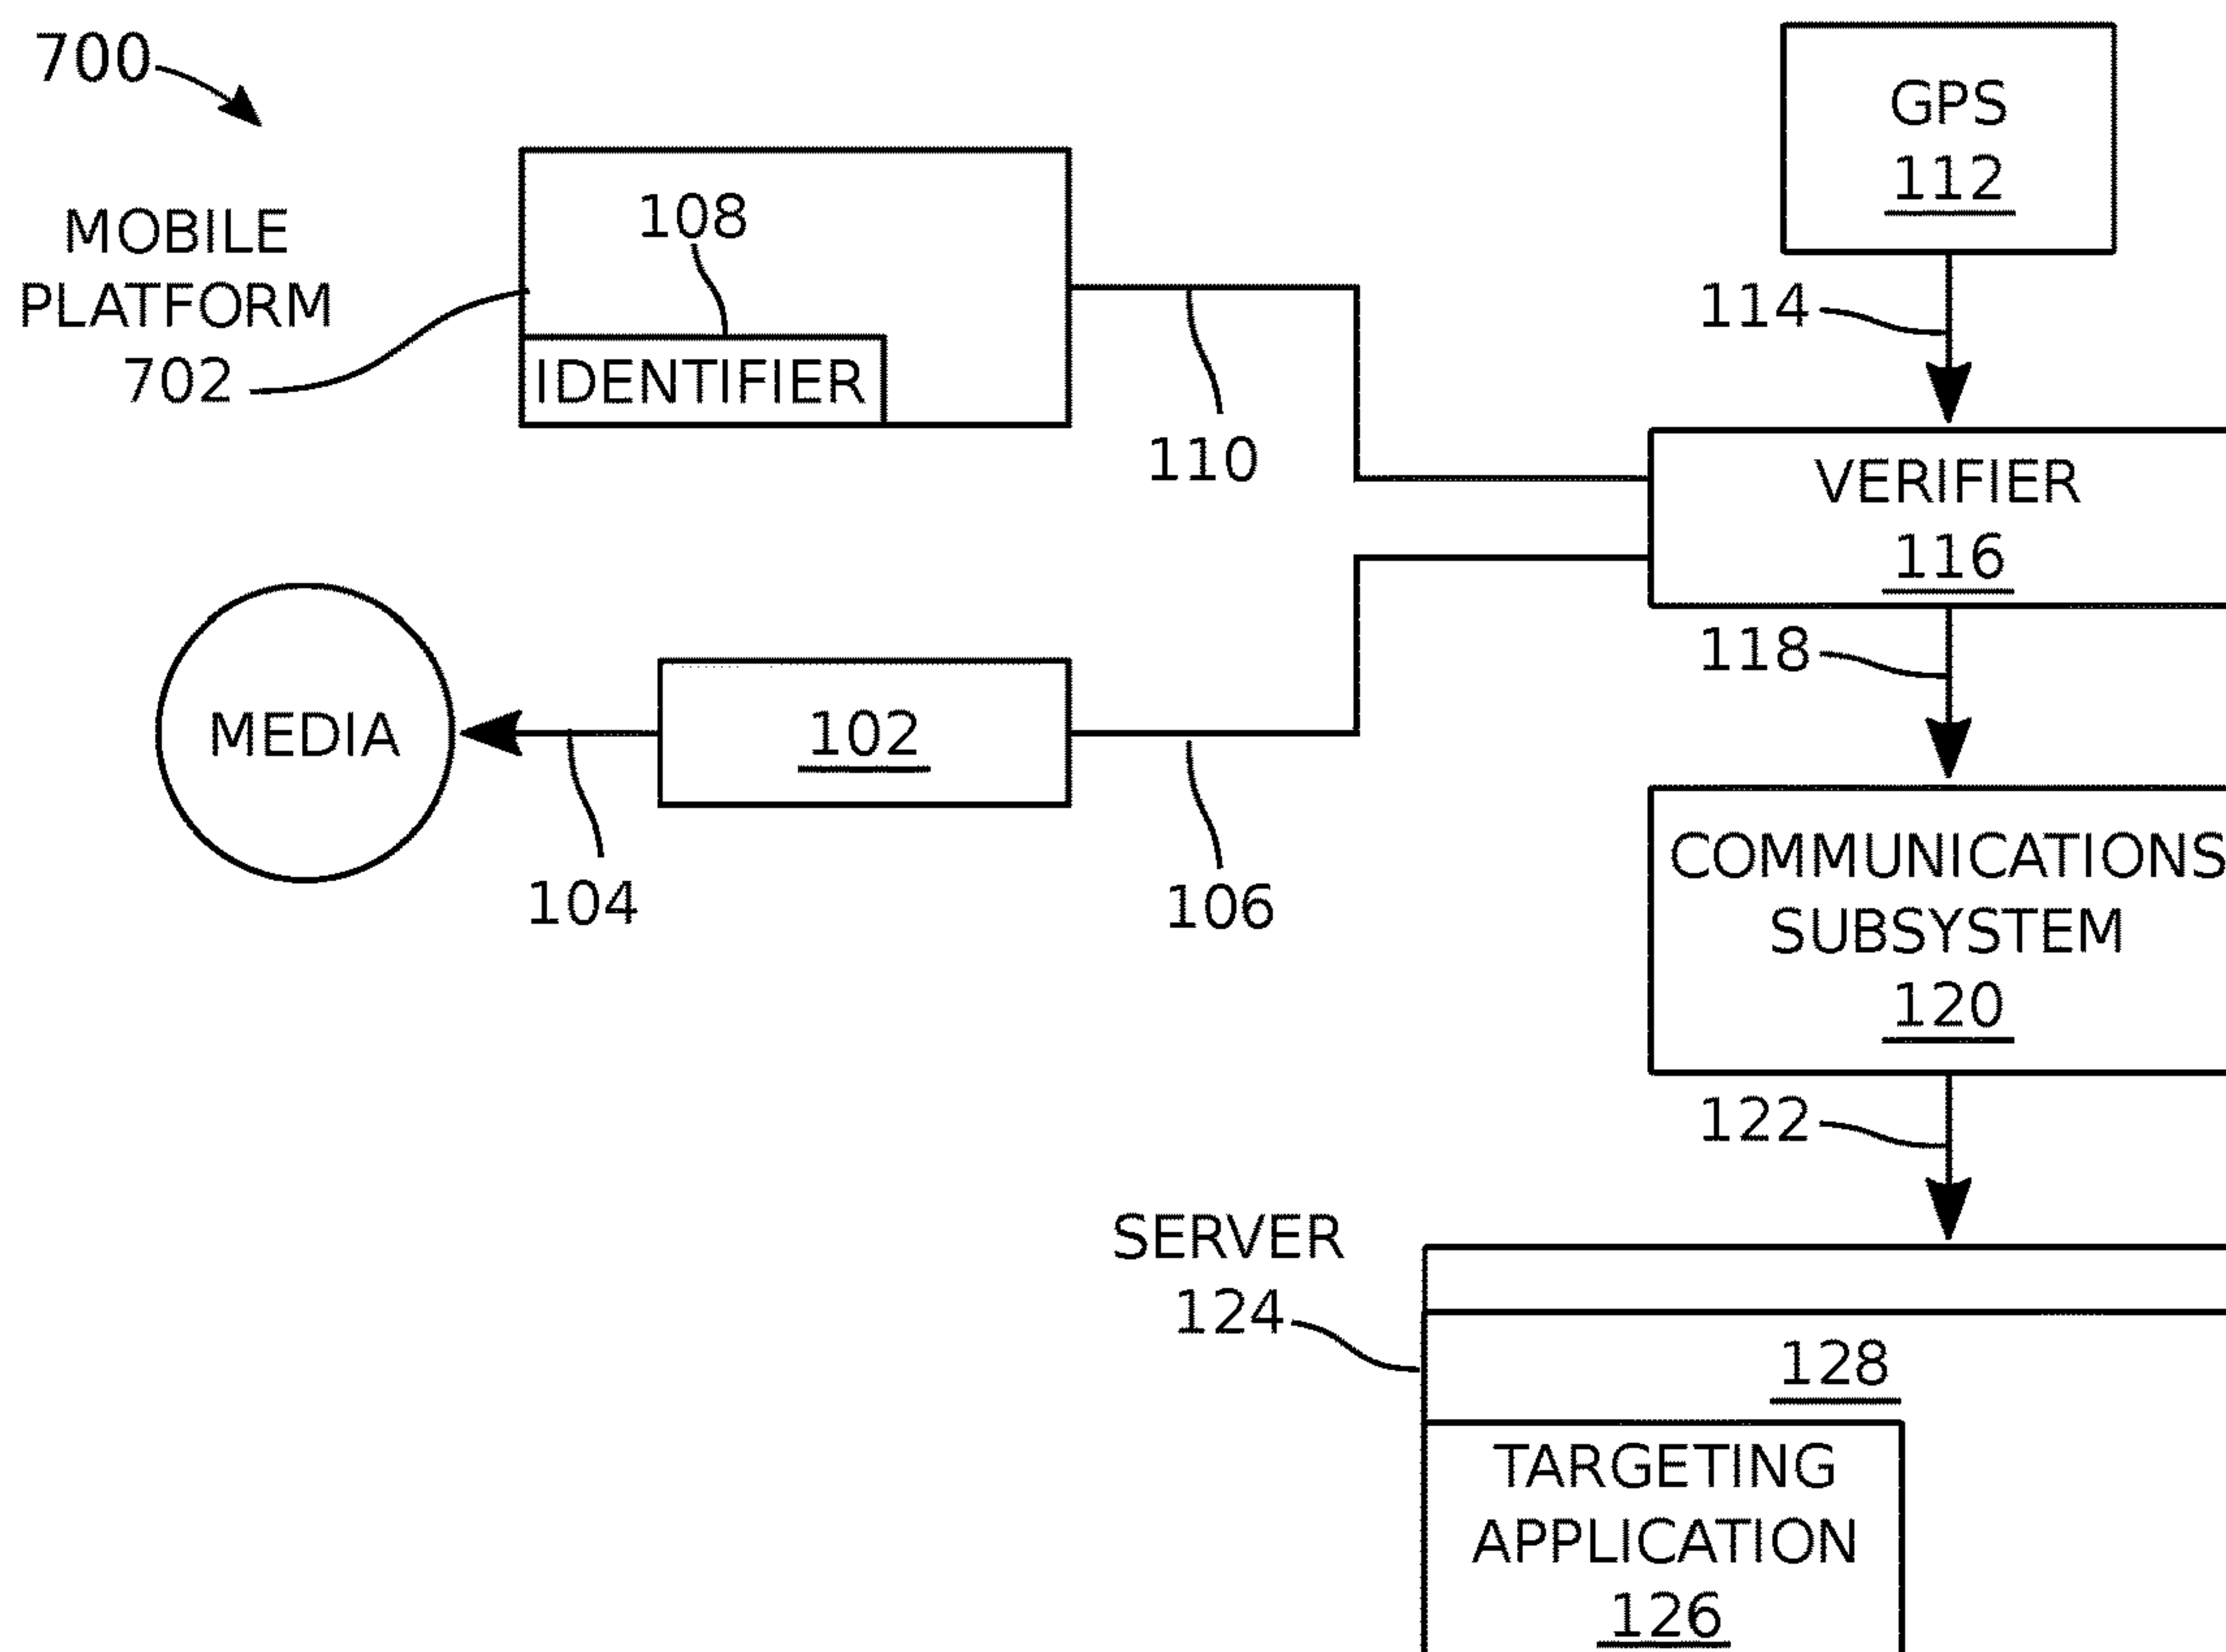 700
GPS
112
MOBILE
PLATFORM
702
108
IDENTIFIER
110
114
VERIFIER
116
118
MEDIA
102
104
106
COMMUNICATIONS
SUBSYSTEM
120
122
SERVER
124
128
TARGETING
APPLICATION
126